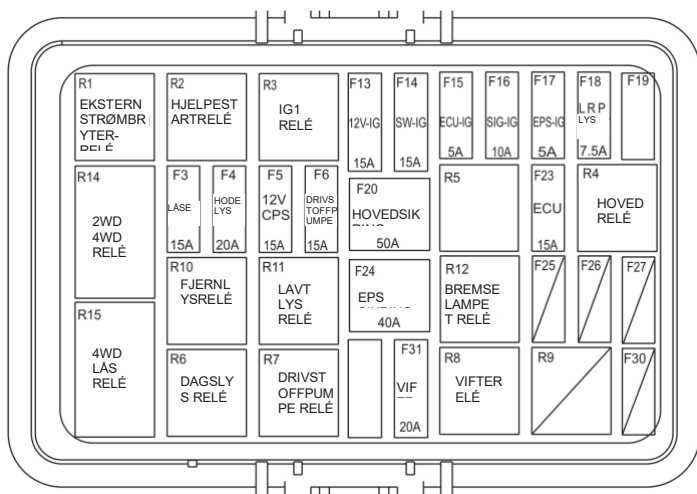 R1
EKSTERN
STRØMBR
YTER-
R2
HJELPEST
ARTRELÉ
R3
IG1
RELÉ
F13
12V-IG
15A
F14
SW-IG
15A
F15
ECU-IG
5A
F16
SIG-IG
10A
F17
EPS-IG
5A
F18
LRP
LYS
7.5A
F19
R14
2WD
4WD
RELÉ
F3
LÅSE
15A
F4
HODE
LYS
20A
F5
12V
CPS
15A
F6
DRIVS
TOFFP
UMPE
15A
F20
HOVEDSIK
50A
R5
F23
ECU
15A
R4
HOVED
RELÉ
R10
FJERNL
YSRELÉ
R11
LAVT
LYS
RELÉ
F24
EPS
40A
R12
BREMSE
LAMPE
T RELÉ
F25
F26
F27
R15
4WD
LÅS
RELÉ
R6
DAGSLY
S RELÉ
R7
DRIVST
OFFPUM
PE RELÉ
F31
VIF
20A
R8
VIFTER
ELÉ
R9
F30